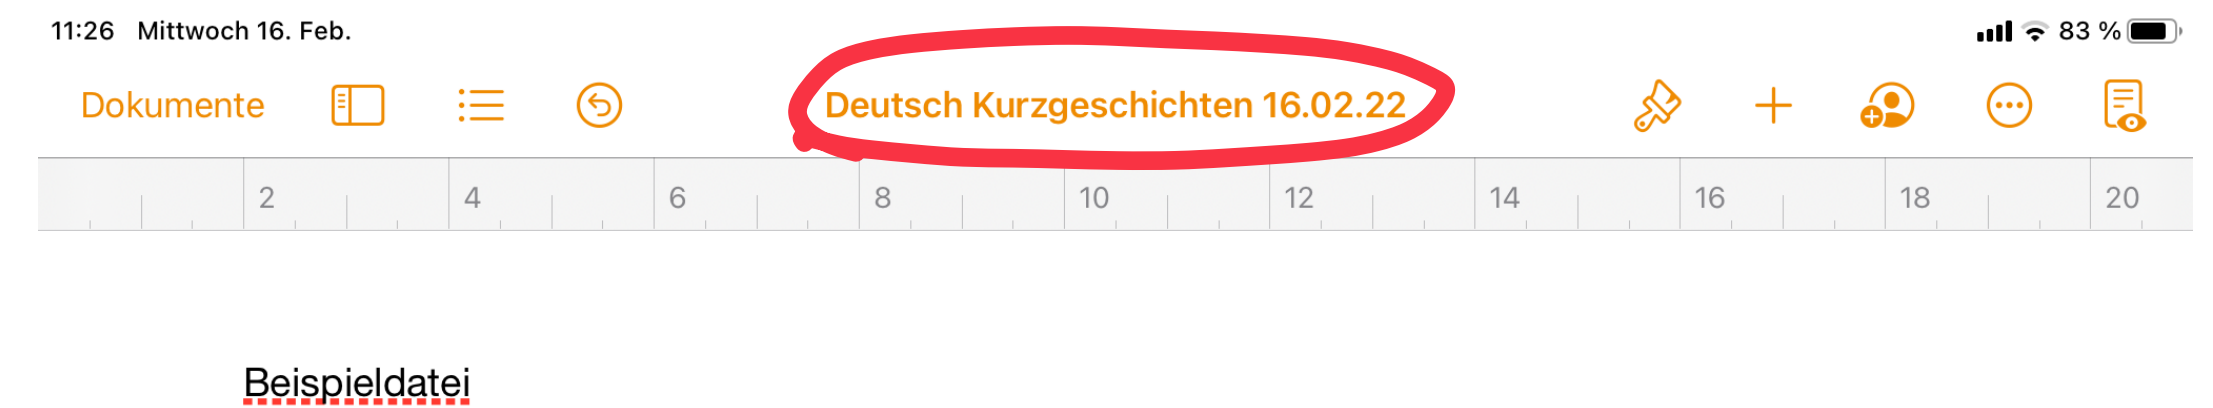 11:26 Mittwoch 16. Feb. 83 %
Dokumente Deutsch Kurzgeschichten 16.02.22
2 4 6 8 10 12 14 16 18 20
Beispieldatei